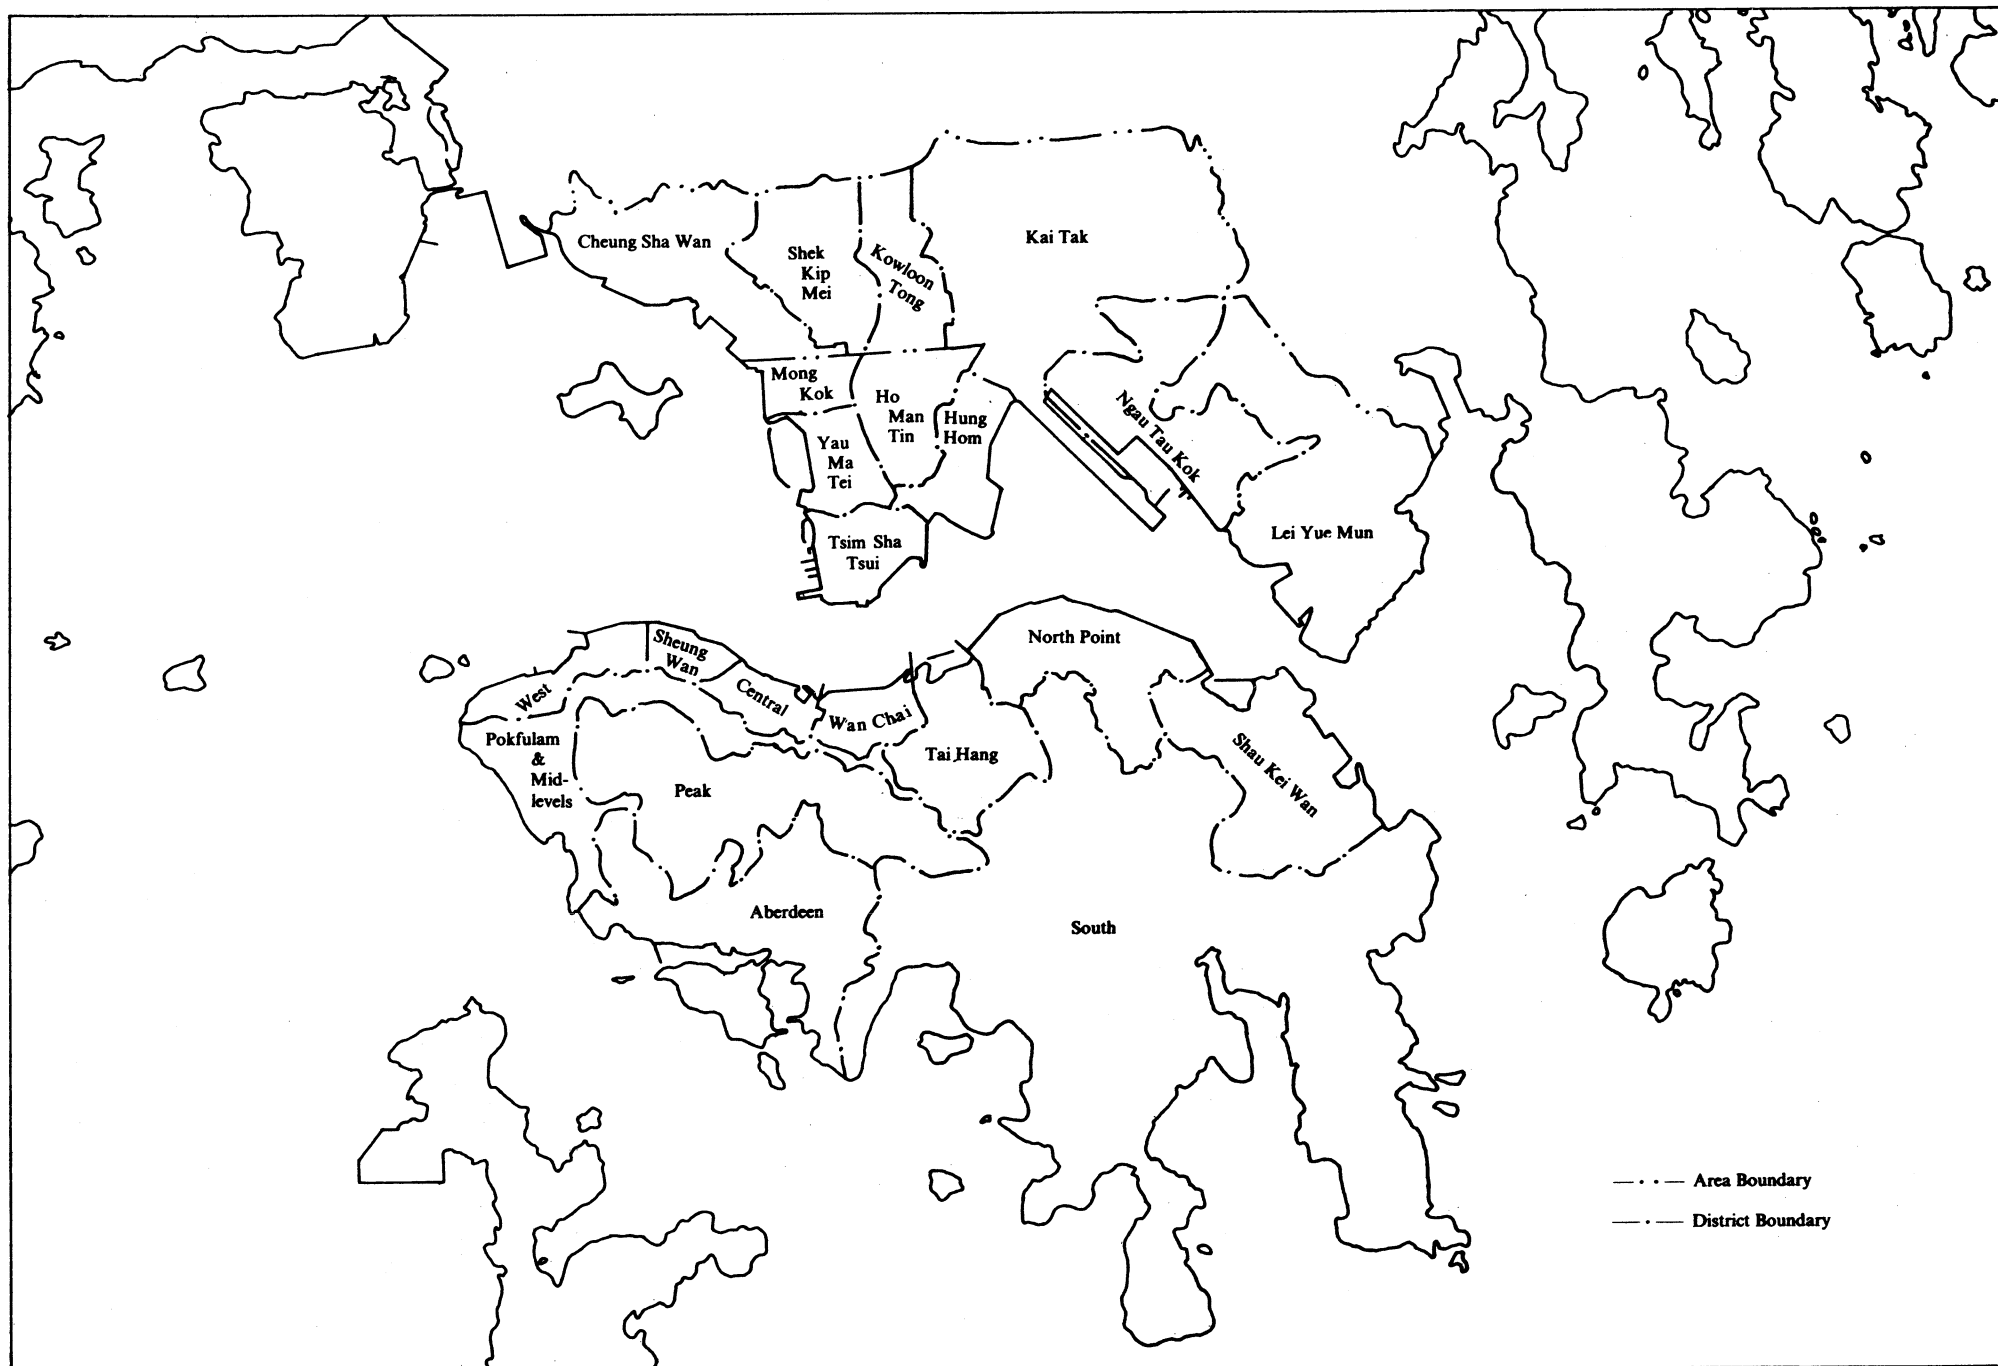 Cheung Sha Wan
Shek
Kip
Mei
Kowloon
Tong
Kai Tak
Mong
Kok
Ho
Man
Tin
Hung
Hom
Yau
Ma
Tei
Ngau Tau Kok
Tsim Sha
Tsui
Lei Yue Mun
Sheung
Wan
North Point
West
Central
Wan Chai
Pokfulam
&
Mid-
levels
Peak
Tai Hang
Shau Kei Wan
Aberdeen
South
Area Boundary
District Boundary